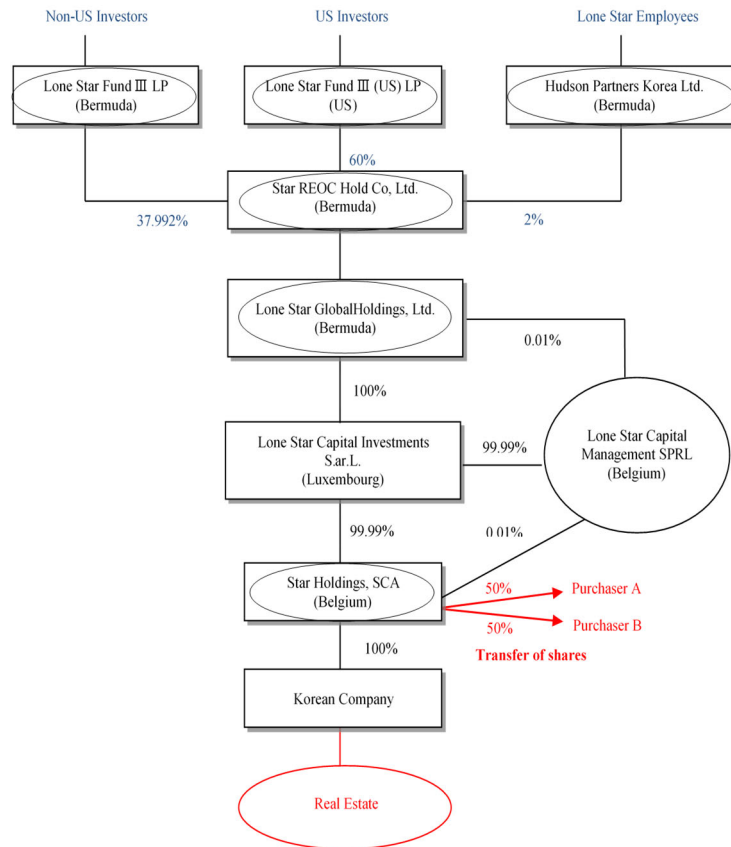 Non-US Investors
US Investors
Lone Star Employees
Lone Star Fund Ⅲ LP
(Bermuda)
Lone Star Fund Ⅲ (US) LP
(US)
Hudson Partners Korea Ltd.
(Bermuda)
60%
Star REOC Hold Co, Ltd.
(Bermuda)
37.992%
2%
Lone Star GlobalHoldings, Ltd.
(Bermuda)
0.01%
100%
Lone Star Capital Investments
S.ar.L.
(Luxembourg)
99.99%
Lone Star Capital
Management SPRL
(Belgium)
99.99%
0.01%
Star Holdings, SCA
(Belgium)
50%
Purchaser A
50%
Purchaser B
100%
Transfer of shares
Korean Company
Real Estate